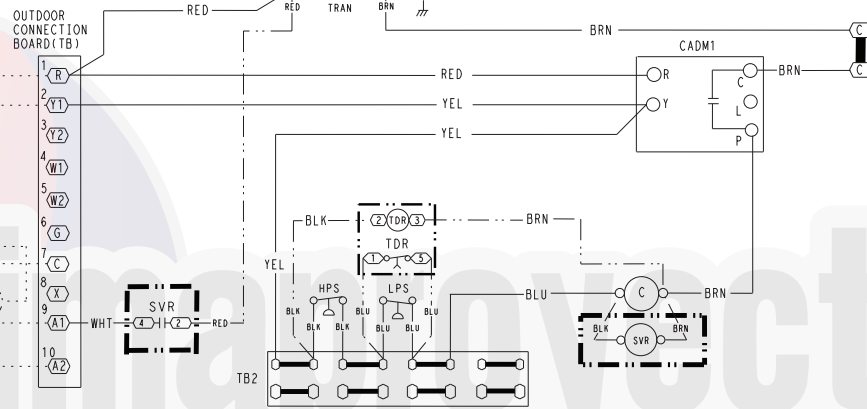 OUTDOOR
CONNECTION
BOARD(TB)
RED
RED
TRAN
BRN
BRN
C
C
CADM1
1
R
RED
R
C
BRN
2
Y1
YEL
Y
L
3
Y2
YEL
P
4
W1
5
W2
6
G
7
C
8
X
9
A1
10
A2
WHT
SVR
4
2
RED
BLK
2
TDR
3
BRN
TDR
1
5
YEL
HPS
LPS
BLK
BLK
BLU
BLU
BLU
BLU
C
BRN
BLK
BRN
SVR
TB2
imaprovect